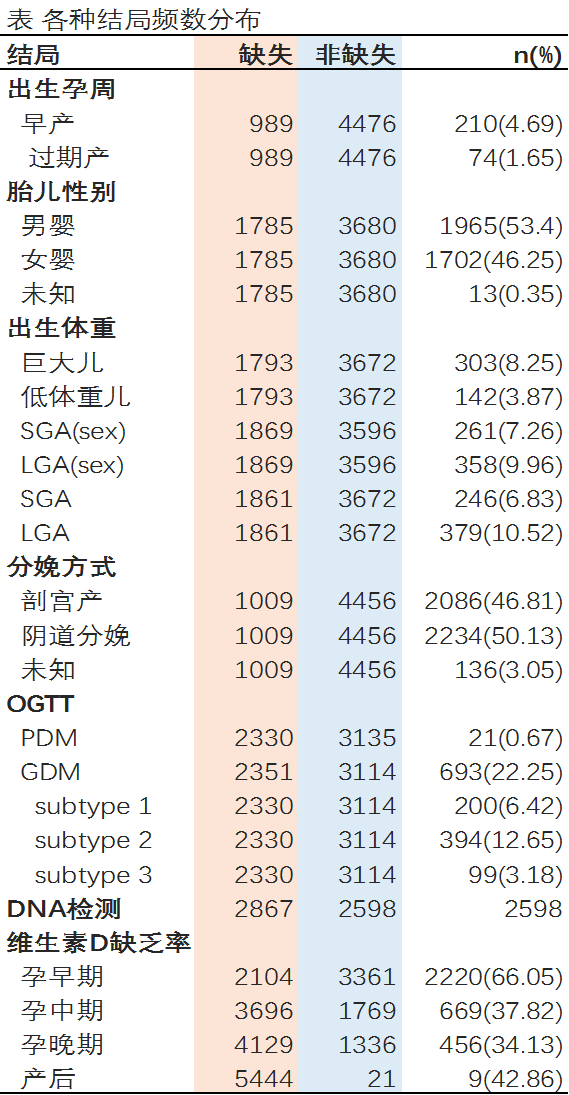 表 各种结局频数分布
结局 缺失 非缺失 n(%)
出生孕周
早产 989 4476 210(4.69)
过期产 989 4476 74(1.65)
胎儿性别
男婴 1785 3680 1965(53.4)
女婴 1785 3680 1702(46.25)
未知 1785 3680 13(0.35)
出生体重
巨大儿 1793 3672 303(8.25)
低体重儿 1793 3672 142(3.87)
SGA(sex) 1869 3596 261(7.26)
LGA(sex) 1869 3596 358(9.96)
SGA 1861 3672 246(6.83)
LGA 1861 3672 379(10.52)
分娩方式
剖宫产 1009 4456 2086(46.81)
阴道分娩 1009 4456 2234(50.13)
未知 1009 4456 136(3.05)
OGTT
PDM 2330 3135 21(0.67)
GDM 2351 3114 693(22.25)
subtype 1 2330 3114 200(6.42)
subtype 2 2330 3114 394(12.65)
subtype 3 2330 3114 99(3.18)
DNA检测 2867 2598 2598
维生素D缺乏率
孕早期 2104 3361 2220(66.05)
孕中期 3696 1769 669(37.82)
孕晚期 4129 1336 456(34.13)
产后 5444 21 9(42.86)